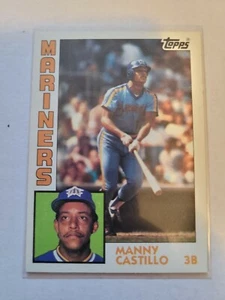 Topps
MARINERS
MANNY
CASTILLO 3B